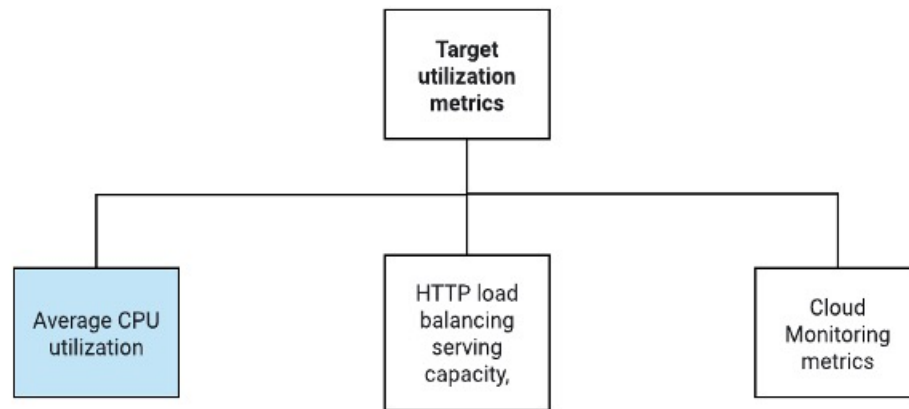 Target
utilization
metrics
Average CPU
utilization
HTTP load
balancing
serving
capacity,
Cloud
Monitoring
metrics